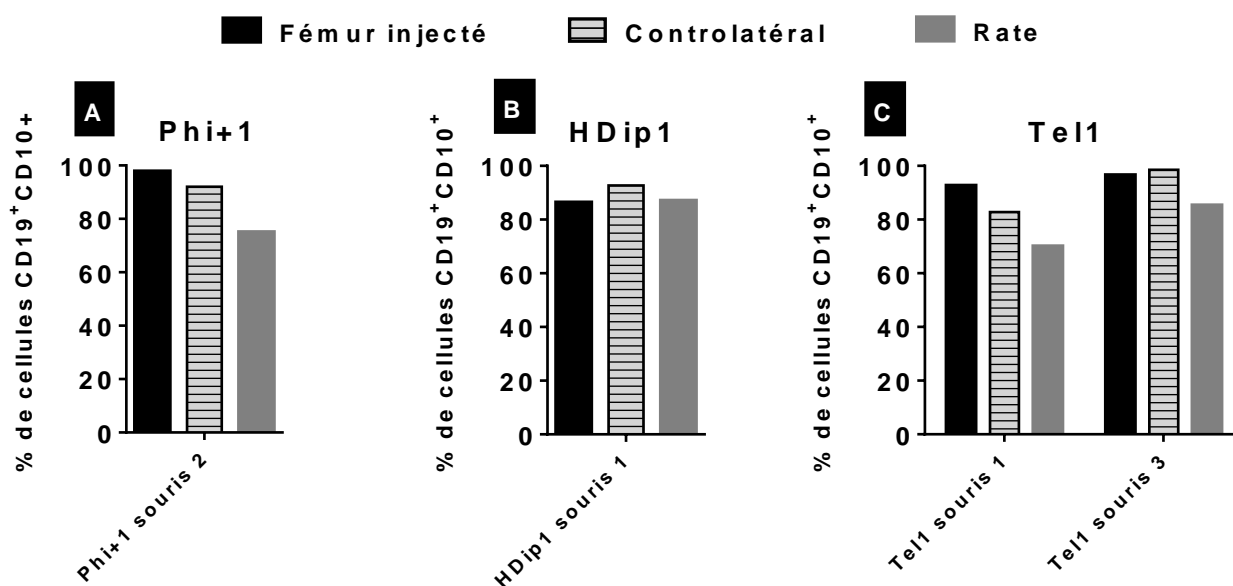 Fémur injecté Controlatéral Rate
A
Phi+1
% de cellules CD19+CD10+
100
80
60
40
20
0
Phi+1 souris 2
B
HDip1
% de cellules CD19+CD10+
100
80
60
40
20
0
HDip1 souris 1
C
Tel1
% de cellules CD19+CD10+
100
80
60
40
20
0
Tel1 souris 1
Tel1 souris 3